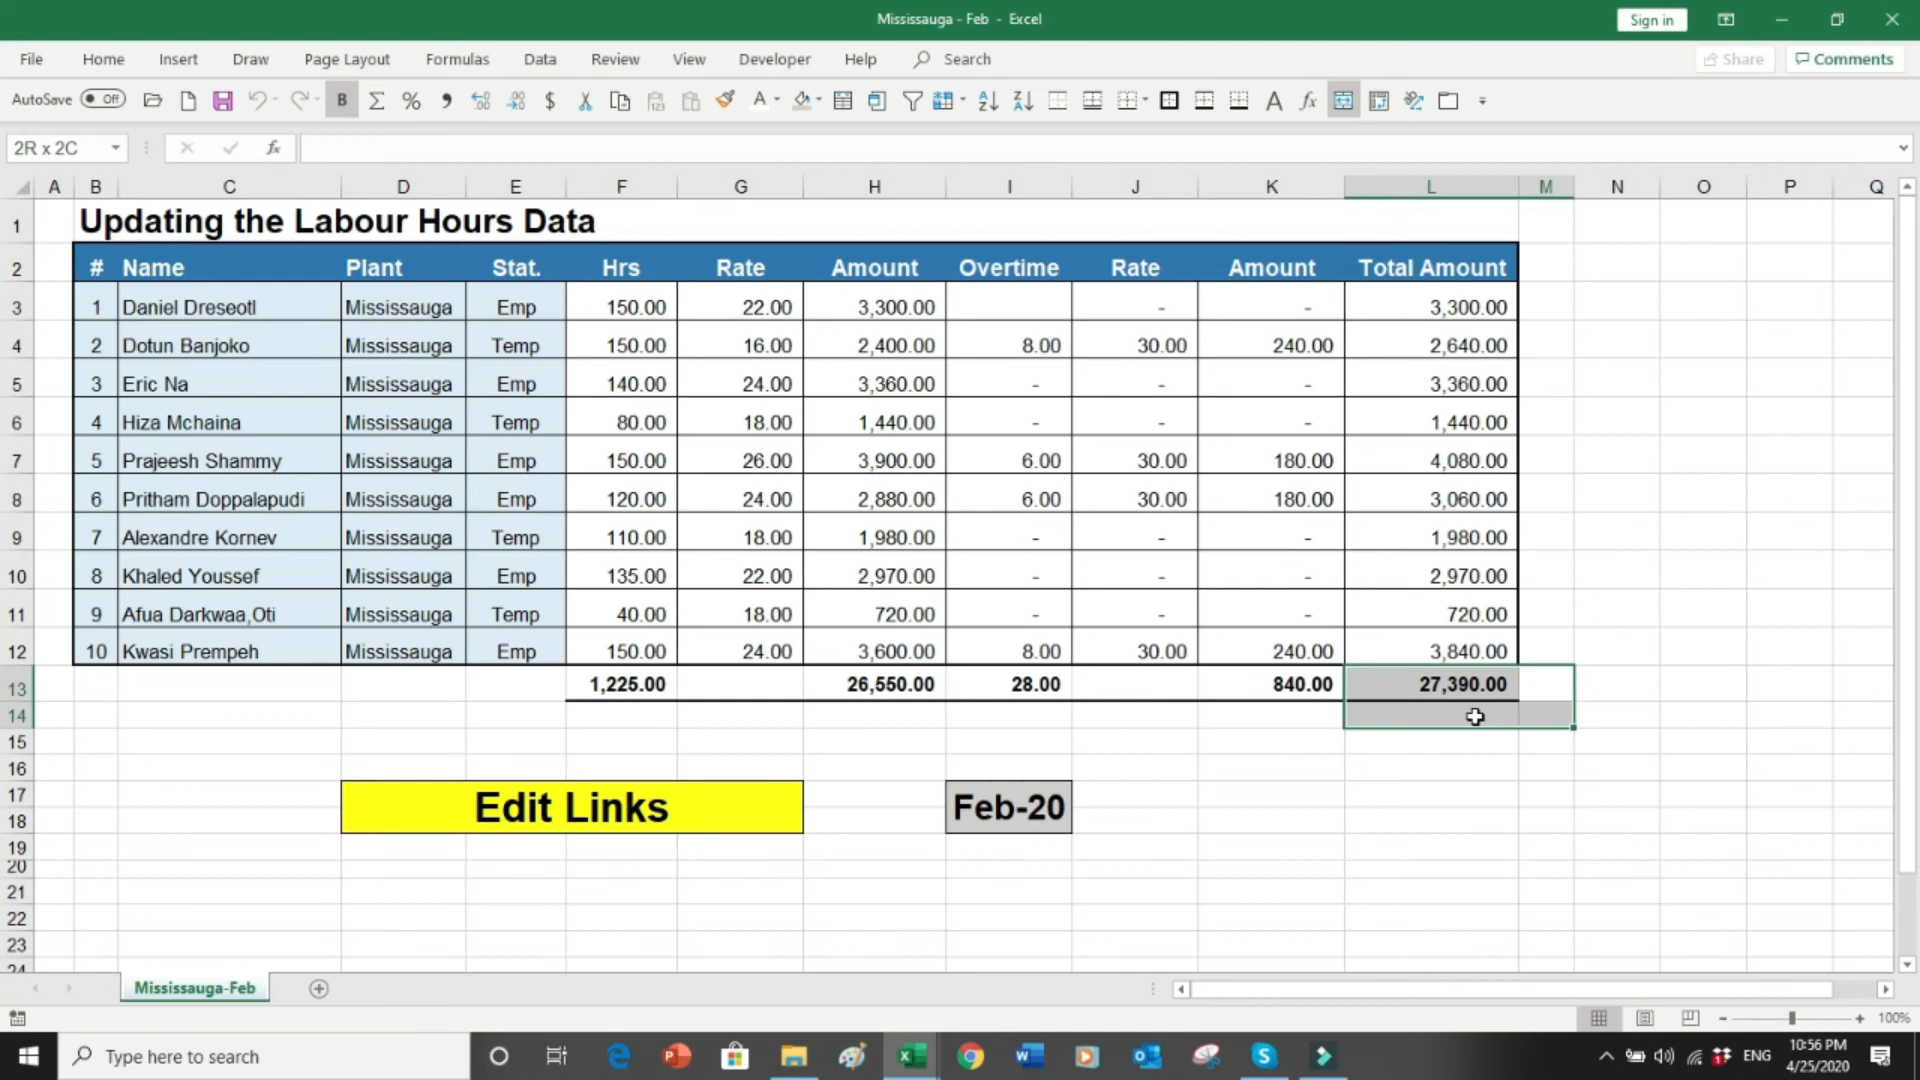 Mississauga - Feb - Excel
Sign in
File Home Insert Draw Page Layout Formulas Data Review View Developer Help Search Share Comments
AutoSave Off
2R x 2C
A B C D E F G H I J K L M N O P Q
1 Updating the Labour Hours Data
2 # Name Plant Stat. Hrs Rate Amount Overtime Rate Amount Total Amount
3 1 Daniel Dreseotl Mississauga Emp 150.00 22.00 3,300.00 - - 3,300.00
4 2 Dotun Banjoko Mississauga Temp 150.00 16.00 2,400.00 8.00 30.00 240.00 2,640.00
5 3 Eric Na Mississauga Emp 140.00 24.00 3,360.00 - - - 3,360.00
6 4 Hiza Mchaina Mississauga Temp 80.00 18.00 1,440.00 - - - 1,440.00
7 5 Prajeesh Shammy Mississauga Emp 150.00 26.00 3,900.00 6.00 30.00 180.00 4,080.00
8 6 Pritham Doppalapudi Mississauga Emp 120.00 24.00 2,880.00 6.00 30.00 180.00 3,060.00
9 7 Alexandre Kornev Mississauga Temp 110.00 18.00 1,980.00 - - - 1,980.00
10 8 Khaled Youssef Mississauga Emp 135.00 22.00 2,970.00 - - - 2,970.00
11 9 Afua Darkwaa,Oti Mississauga Temp 40.00 18.00 720.00 - - - 720.00
12 10 Kwasi Prempeh Mississauga Emp 150.00 24.00 3,600.00 8.00 30.00 240.00 3,840.00
13 1,225.00 26,550.00 28.00 840.00 27,390.00
14
15
16
17
Edit Links Feb-20
18
19
20
21
22
23
24
Mississauga-Feb
100%
Type here to search
ENG
10:56 PM
4/25/2020